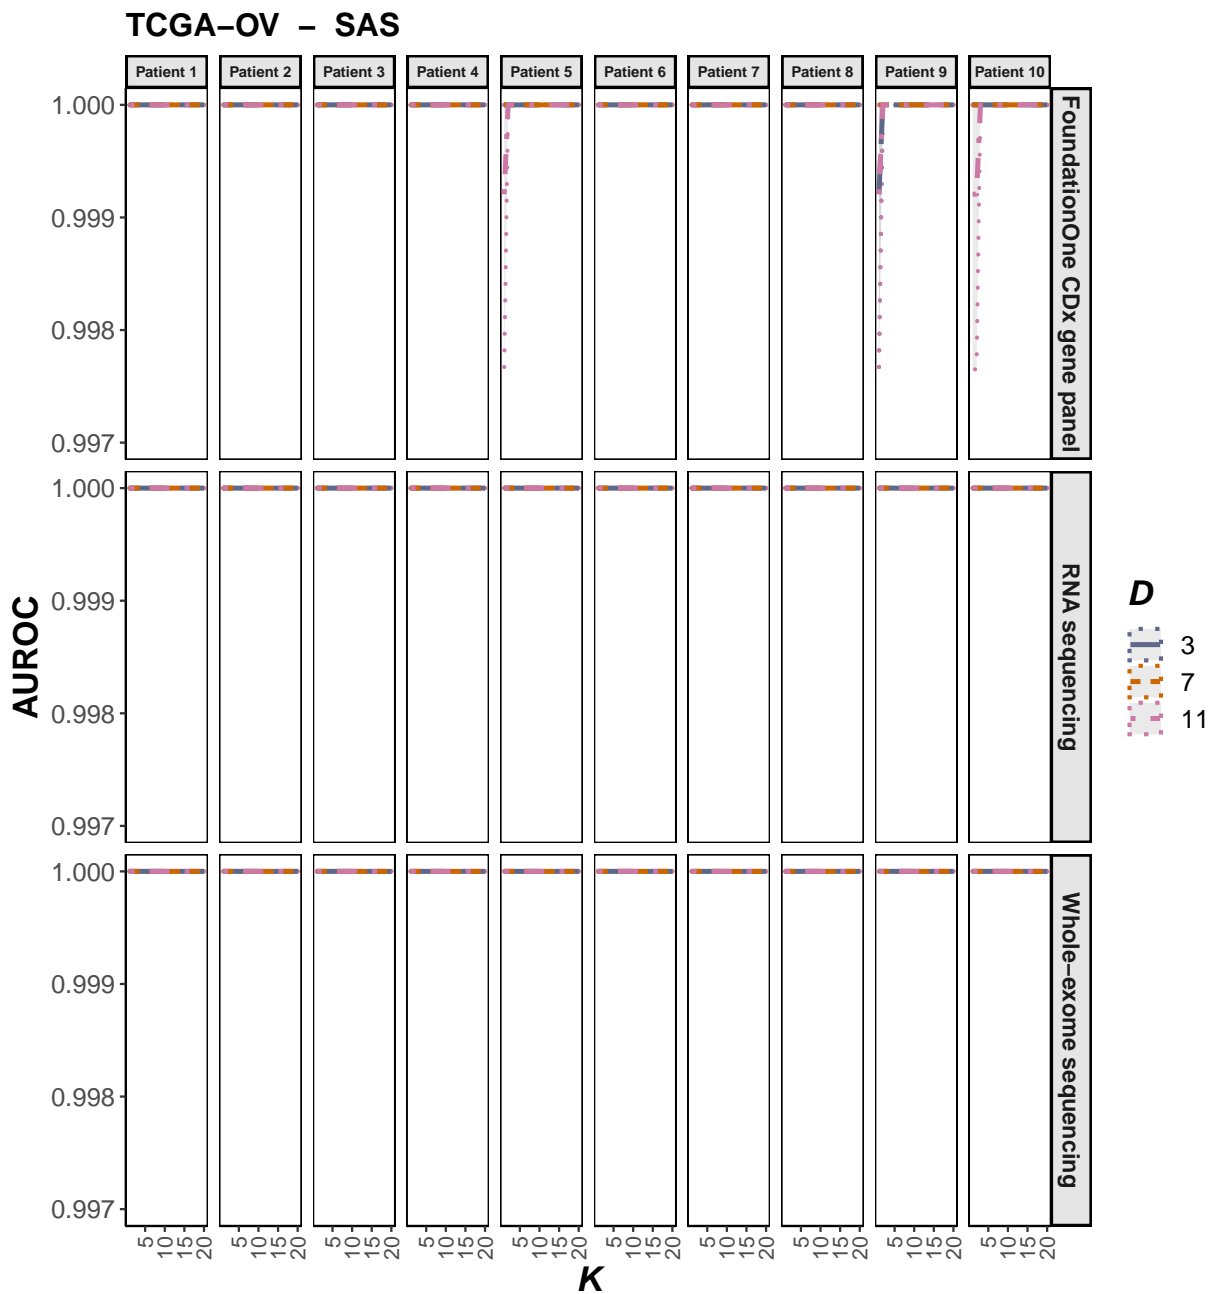 TCGA−OV − SAS
Patient 1 Patient 2 Patient 3 Patient 4 Patient 5 Patient 6 Patient 7 Patient 8 Patient 9 Patient 10
1.000
0.999
0.998
0.997
FoundationOne CDx gene panel
1.000
0.999
0.998
0.997
RNA sequencing
1.000
0.999
0.998
0.997
Whole−exome sequencing
AUROC
5 10 15 20 5 10 15 20 5 10 15 20 5 10 15 20 5 10 15 20 5 10 15 20 5 10 15 20 5 10 15 20 5 10 15 20 5 10 15 20
K
D
3
7
11